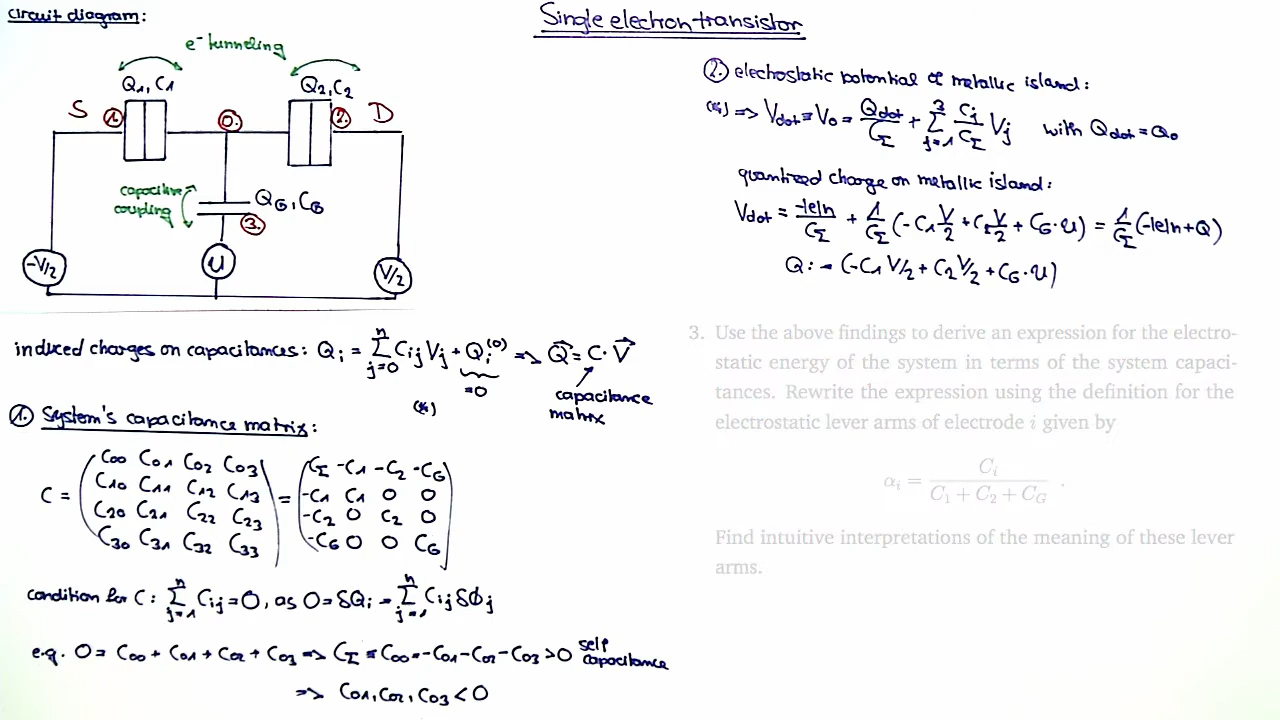 Circuit diagram:
Single electron transistor
e⁻ tunneling
Q₁, C₁
Q₂, C₂
S
1.
0.
2.
D
capacitive
coupling
Q_G, C_G
3.
-V/2
U
V/2
induced charges on capacitances: Q_i = Σ_{j=0}^{n} C_ij V_j + Q_i^(0) => Q⃗ = C · V⃗
=0
capacitance
matrix
(*)
1. System's capacitance matrix:
C = ( C₀₀ C₀₁ C₀₂ C₀₃ ) = ( C_Σ -C₁ -C₂ -C_G )
C₁₀ C₁₁ C₁₂ C₁₃ -C₁ C₁ 0 0
C₂₀ C₂₁ C₂₂ C₂₃ -C₂ 0 C₂ 0
C₃₀ C₃₁ C₃₂ C₃₃ -C_G 0 0 C_G
condition for C: Σ_{j=1}^{n} C_ij = 0, as 0 = δQ_i = Σ_{j=1}^{n} C_ij δϕ_j
e.g. 0 = C₀₀ + C₀₁ + C₀₂ + C₀₃ => C_Σ = C₀₀ = -C₀₁ - C₀₂ - C₀₃ > 0 self
capacitance
=> C₀₁, C₀₂, C₀₃ < 0
2. electrostatic potential of metallic island:
(*) => V_dot = V₀ = Q_dot/C_Σ + Σ_{j=1}^{3} C_j/C_Σ V_j with Q_dot = Q₀
quantized charge on metallic island:
V_dot = -|e|n/C_Σ + 1/C_Σ (-C₁ V/2 + C₂ V/2 + C_G · U) = 1/C_Σ (-|e|n + Q)
Q := (-C₁ V/2 + C₂ V/2 + C_G · U)
3. Use the above findings to derive an expression for the electro-
static energy of the system in terms of the system capaci-
tances. Rewrite the expression using the definition for the
electrostatic lever arms of electrode i given by
α_i = C_i / (C₁ + C₂ + C_G) .
Find intuitive interpretations of the meaning of these lever
arms.